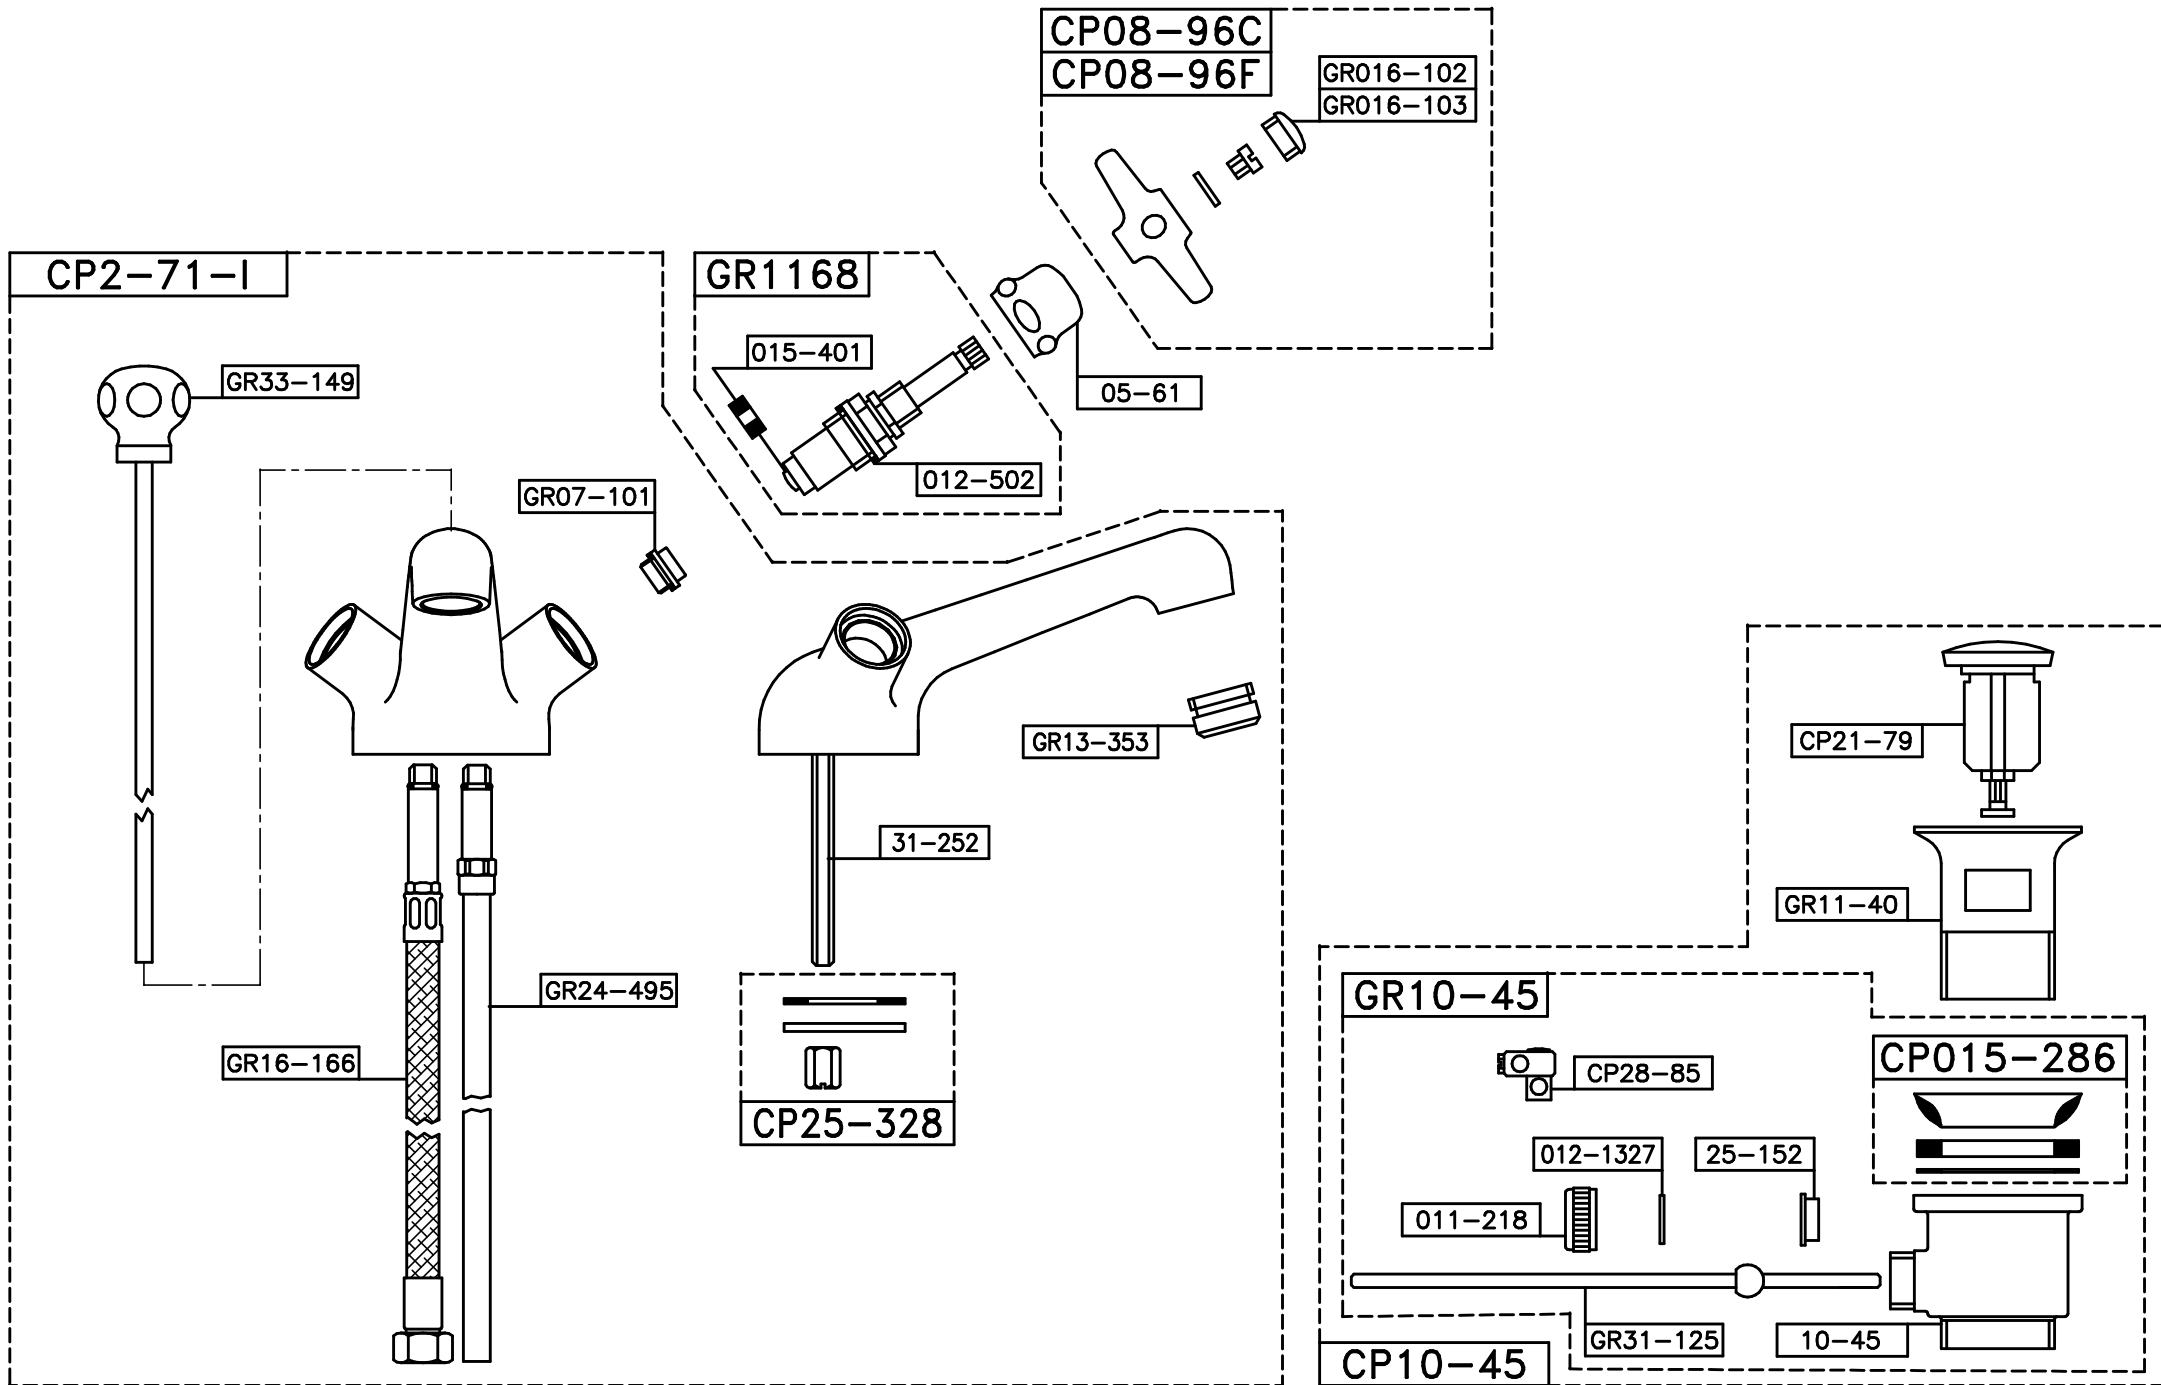 CP08-96C
CP08-96F
GR016-102
GR016-103
CP2-71-I
GR1168
015-401
GR33-149
05-61
012-502
GR07-101
GR13-353
CP21-79
31-252
GR11-40
GR24-495
GR10-45
GR16-166
CP28-85
CP015-286
CP25-328
012-1327
25-152
011-218
GR31-125
10-45
CP10-45